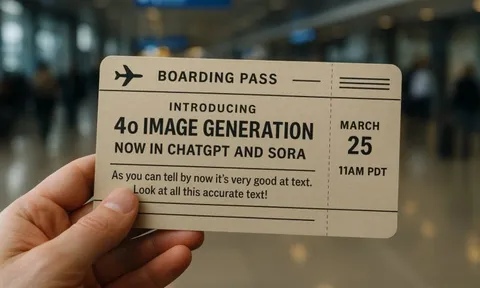 BOARDING PASS
INTRODUCING
4o IMAGE GENERATION
NOW IN CHATGPT AND SORA
As you can tell by now it's very good at text.
Look at all this accurate text!
MARCH
25
11AM PDT